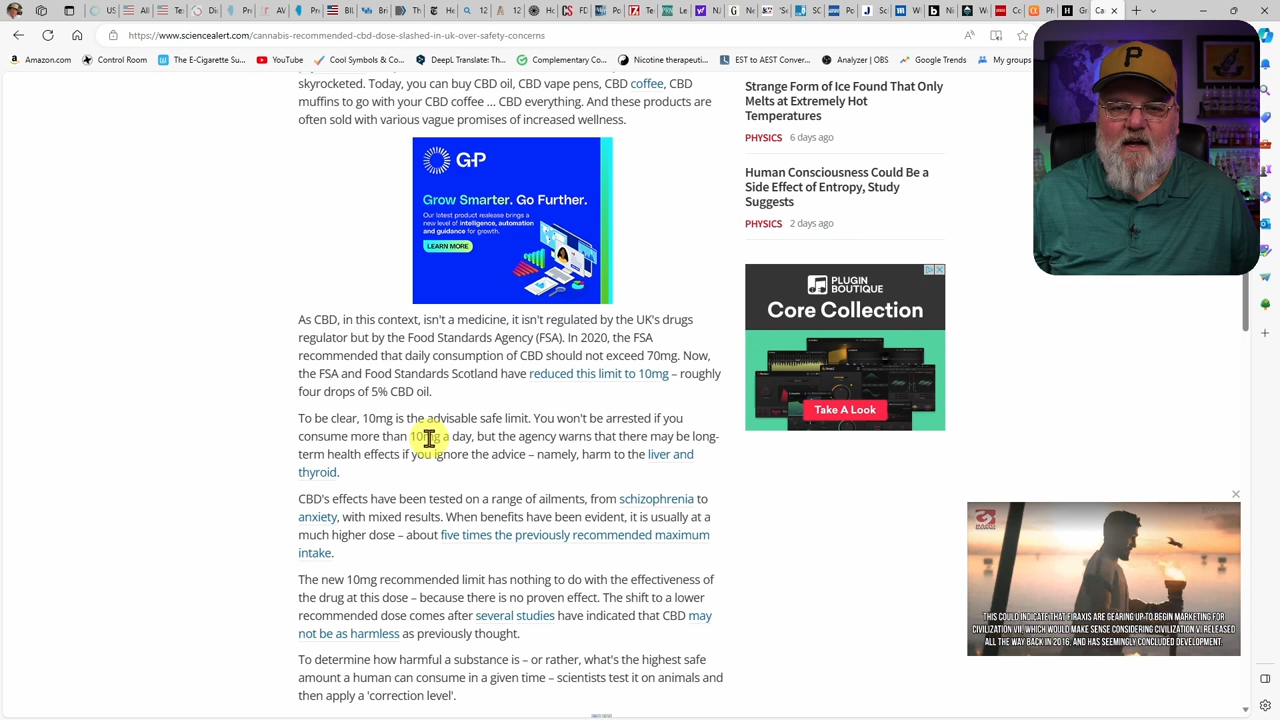 https://www.sciencealert.com/cannabis-recommended-cbd-dose-slashed-in-uk-over-safety-concerns
Amazon.com
Control Room
The E-Cigarette Su...
YouTube
Cool Symbols & Co...
DeepL Translate: Th...
Complementary Co...
Nicotine therapeuti...
EST to AEST Conver...
Analyzer | OBS
Google Trends
My groups
skyrocketed. Today, you can buy CBD oil, CBD vape pens, CBD coffee, CBD
muffins to go with your CBD coffee ... CBD everything. And these products are
often sold with various vague promises of increased wellness.
G-P
Grow Smarter. Go Further.
Our latest product realease brings a
new level of intelligence, automation
and guidance for growth.
LEARN MORE
As CBD, in this context, isn't a medicine, it isn't regulated by the UK's drugs
regulator but by the Food Standards Agency (FSA). In 2020, the FSA
recommended that daily consumption of CBD should not exceed 70mg. Now,
the FSA and Food Standards Scotland have reduced this limit to 10mg – roughly
four drops of 5% CBD oil.
To be clear, 10mg is the advisable safe limit. You won't be arrested if you
consume more than 10mg a day, but the agency warns that there may be long-
term health effects if you ignore the advice – namely, harm to the liver and
thyroid.
CBD's effects have been tested on a range of ailments, from schizophrenia to
anxiety, with mixed results. When benefits have been evident, it is usually at a
much higher dose – about five times the previously recommended maximum
intake.
The new 10mg recommended limit has nothing to do with the effectiveness of
the drug at this dose – because there is no proven effect. The shift to a lower
recommended dose comes after several studies have indicated that CBD may
not be as harmless as previously thought.
To determine how harmful a substance is – or rather, what's the highest safe
amount a human can consume in a given time – scientists test it on animals and
then apply a 'correction level'.
Strange Form of Ice Found That Only
Melts at Extremely Hot
Temperatures
PHYSICS 6 days ago
Human Consciousness Could Be a
Side Effect of Entropy, Study
Suggests
PHYSICS 2 days ago
PLUGIN
BOUTIQUE
Core Collection
Take A Look
P
THIS COULD INDICATE THAT FIRAXIS ARE GEARING UP TO BEGIN MARKETING FOR
CIVILIZATION VII, WHICH WOULD MAKE SENSE CONSIDERING CIVILIZATION VI RELEASED
ALL THE WAY BACK IN 2016, AND HAS SEEMINGLY CONCLUDED DEVELOPMENT.